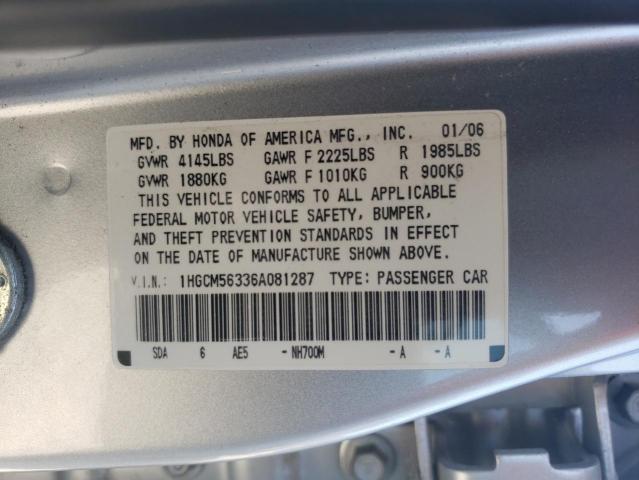 MFD. BY HONDA OF AMERICA MFG., INC. 01/06
GVWR 4145LBS GAWR F 2225LBS R 1985LBS
GVWR 1880KG GAWR F 1010KG R 900KG
THIS VEHICLE CONFORMS TO ALL APPLICABLE
FEDERAL MOTOR VEHICLE SAFETY, BUMPER,
AND THEFT PREVENTION STANDARDS IN EFFECT
ON THE DATE OF MANUFACTURE SHOWN ABOVE.
V.I.N.: 1HGCM56336A081287 TYPE: PASSENGER CAR
SDA 6 AE5 - NH700M - A - A